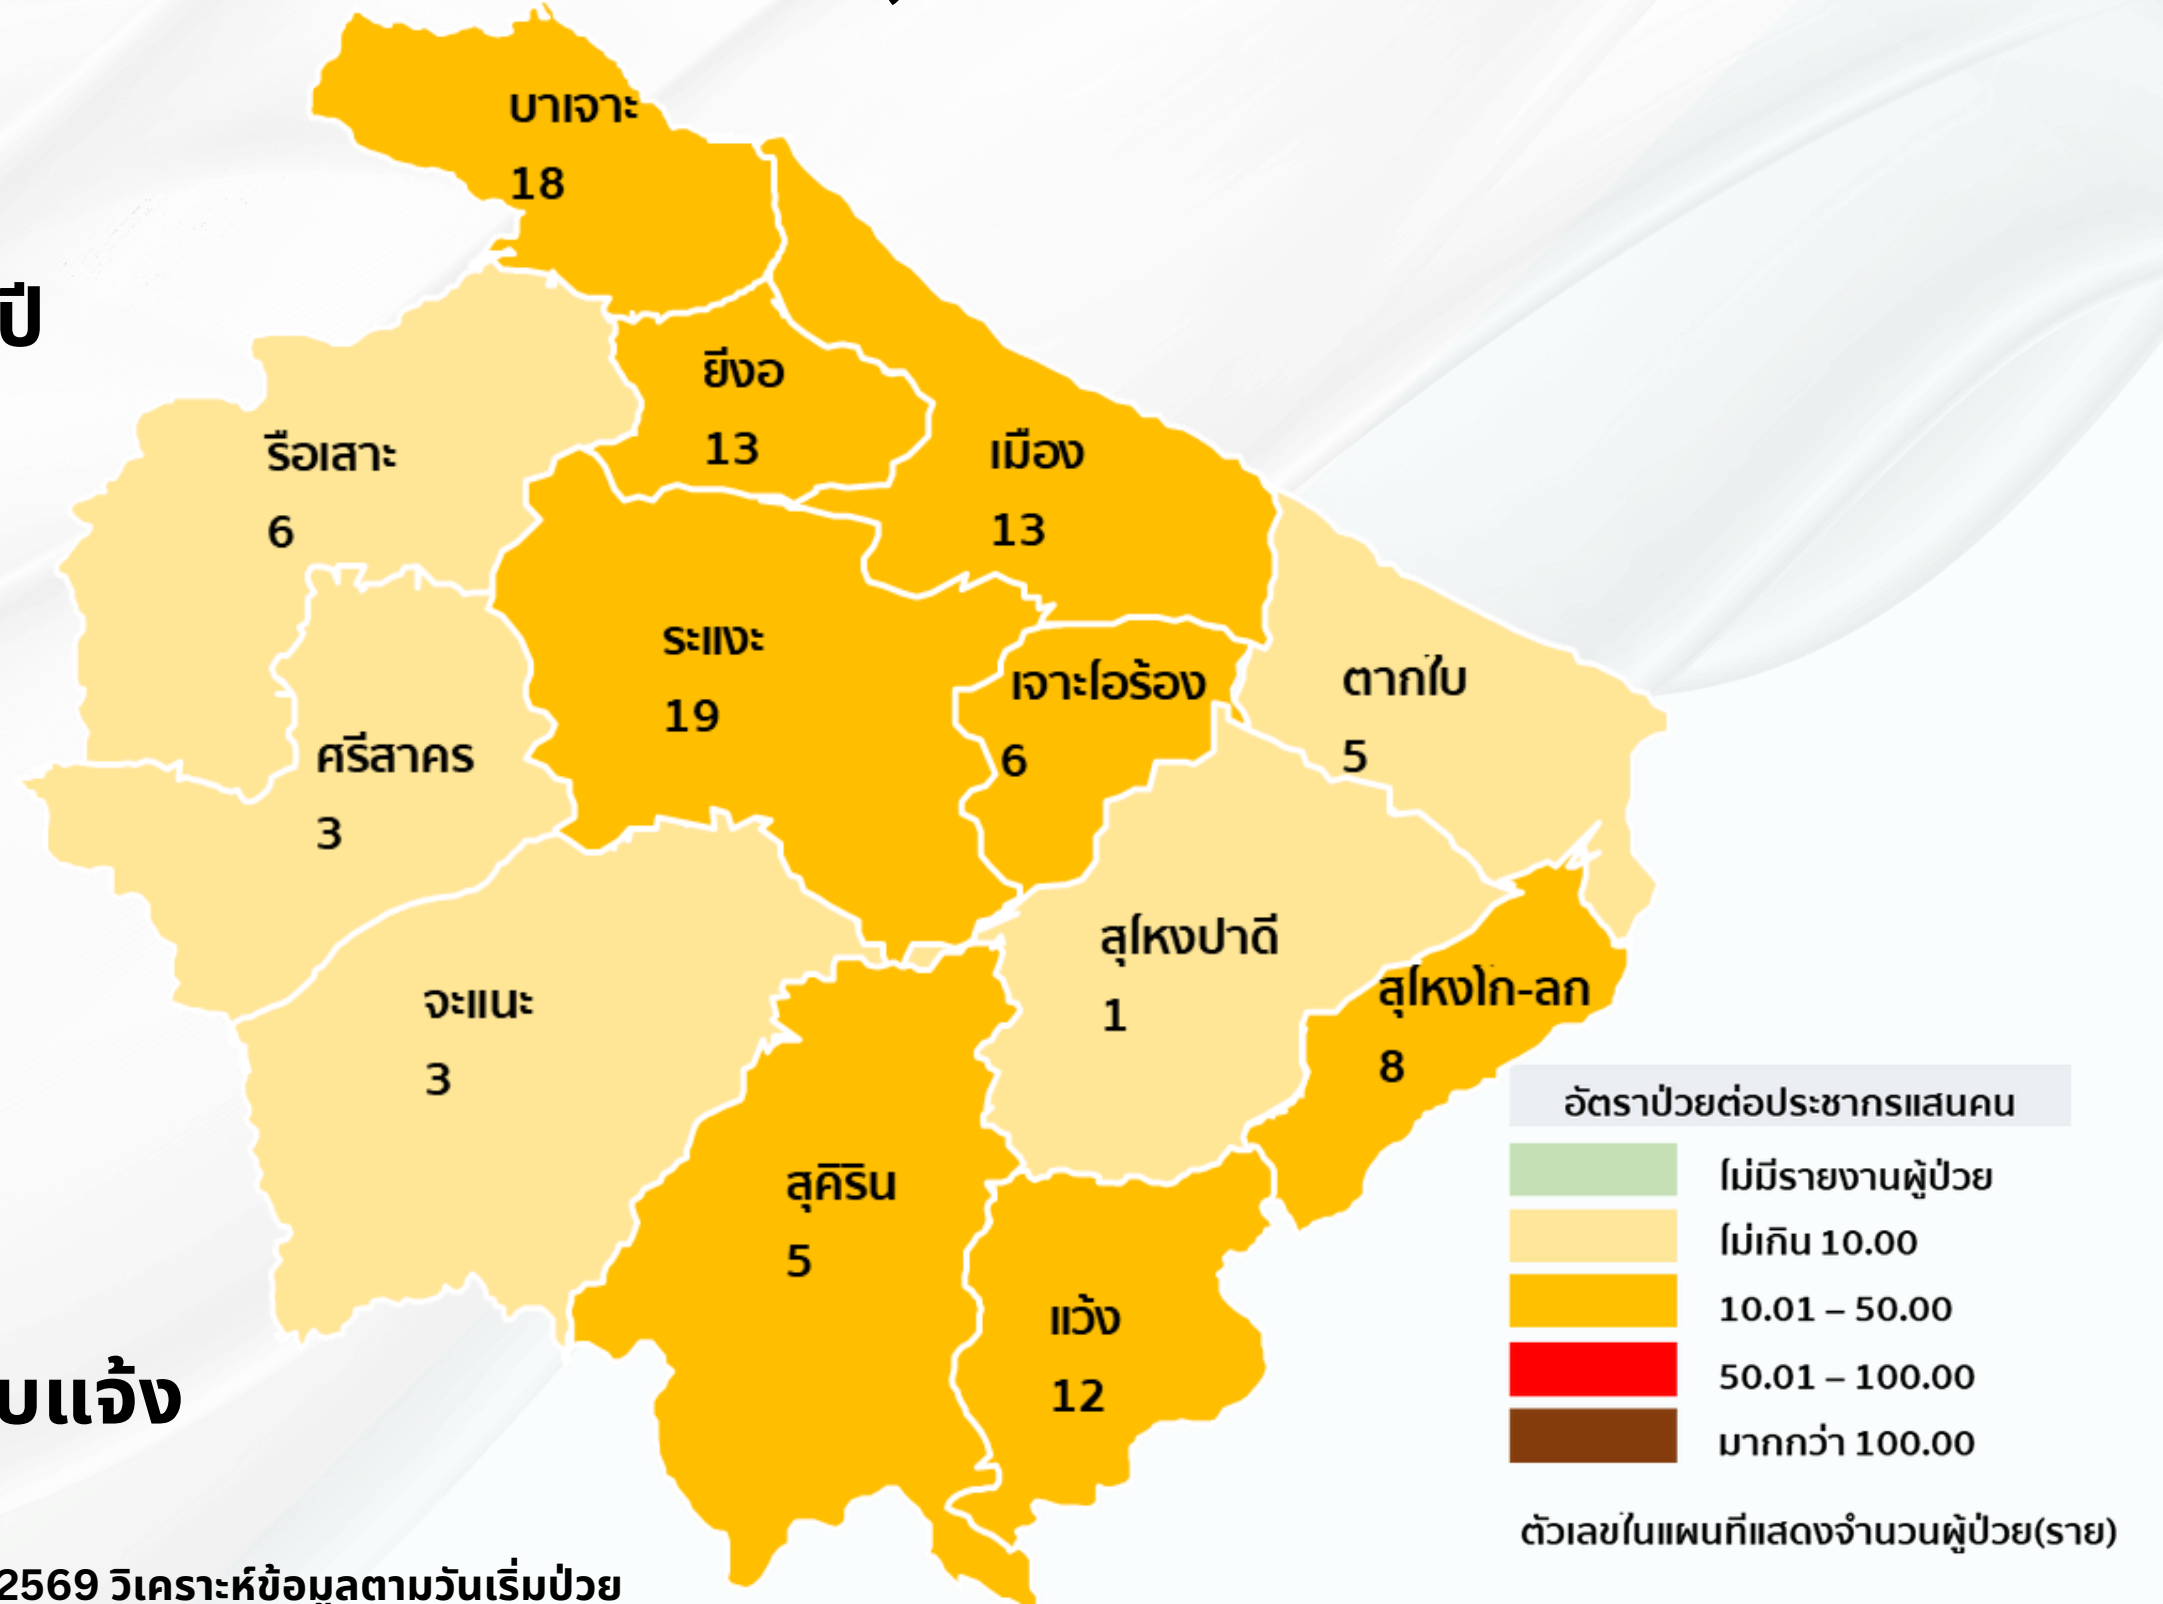 บาเจาะ
18
ปี
ยี่งอ
13
เมือง
13
รือเสาะ
6
ระแงะ
19
เจาะไอร้อง
6
ตากใบ
5
ศรีสาคร
3
สุไหงปาดี
1
สุไหงโก-ลก
8
จะแนะ
3
สุคิริน
5
แว้ง
12
อัตราป่วยต่อประชากรแสนคน
ไม่มีรายงานผู้ป่วย
ไม่เกิน 10.00
10.01 – 50.00
50.01 – 100.00
มากกว่า 100.00
ตัวเลขในแผนที่แสดงจำนวนผู้ป่วย(ราย)
บแจ้ง
2569 วิเคราะห์ข้อมูลตามวันเริ่มป่วย